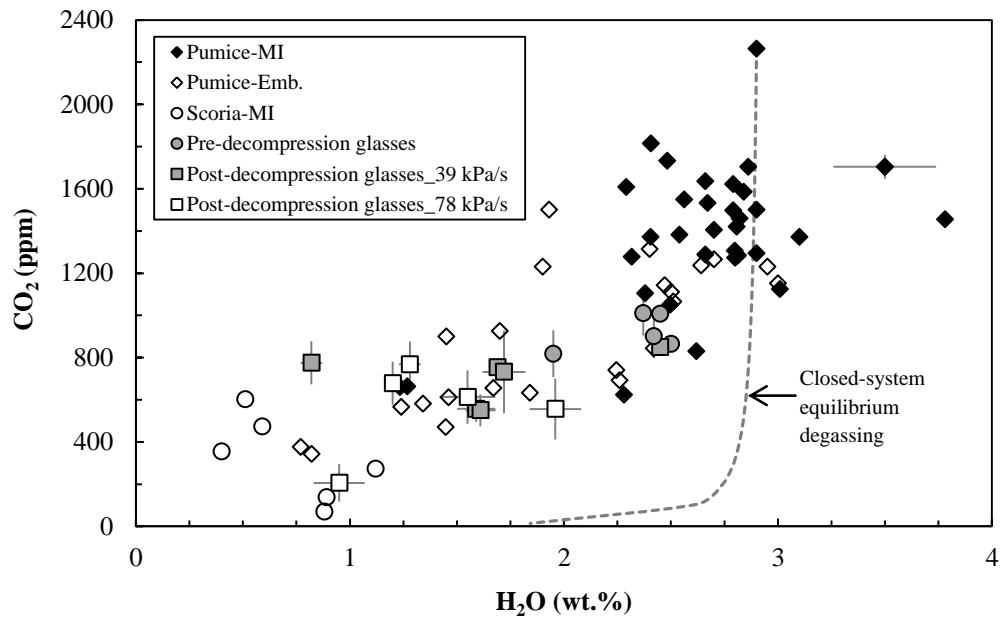 2400
2000
1600
1200
800
400
0
CO₂ (ppm)
Pumice-MI
Pumice-Emb.
Scoria-MI
Pre-decompression glasses
Post-decompression glasses_39 kPa/s
Post-decompression glasses_78 kPa/s
Closed-system
equilibrium
degassing
0 1 2 3 4
H₂O (wt.%)